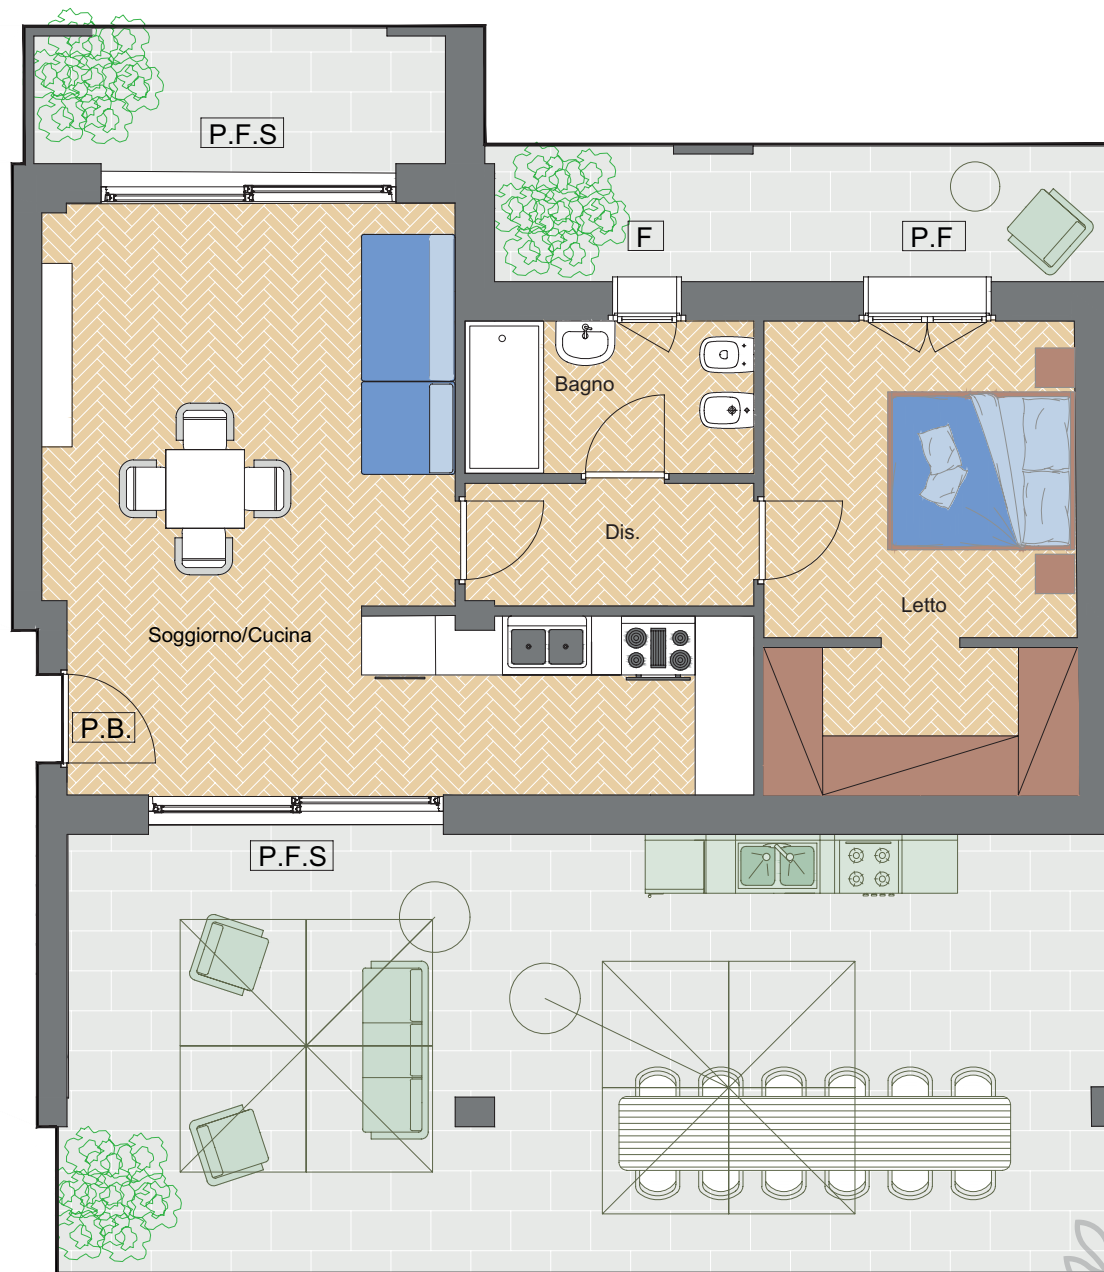 P.F.S
F
P.F
Bagno
Dis.
Letto
Soggiorno/Cucina
P.B.
P.F.S